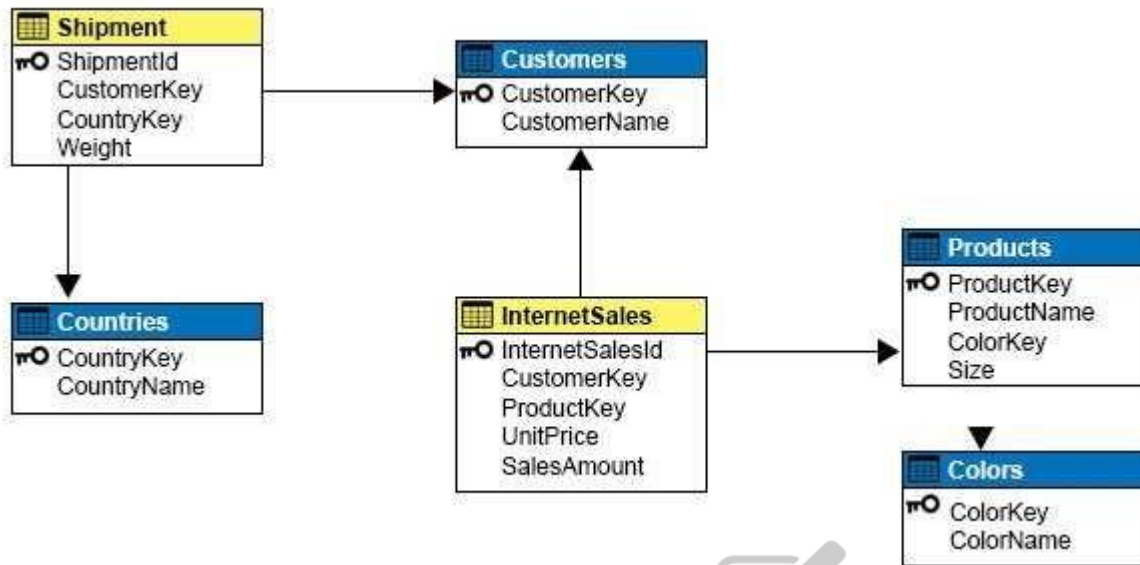 Shipment
ShipmentId
CustomerKey
CountryKey
Weight
Customers
CustomerKey
CustomerName
Countries
CountryKey
CountryName
InternetSales
InternetSalesId
CustomerKey
ProductKey
UnitPrice
SalesAmount
Products
ProductKey
ProductName
ColorKey
Size
Colors
ColorKey
ColorName